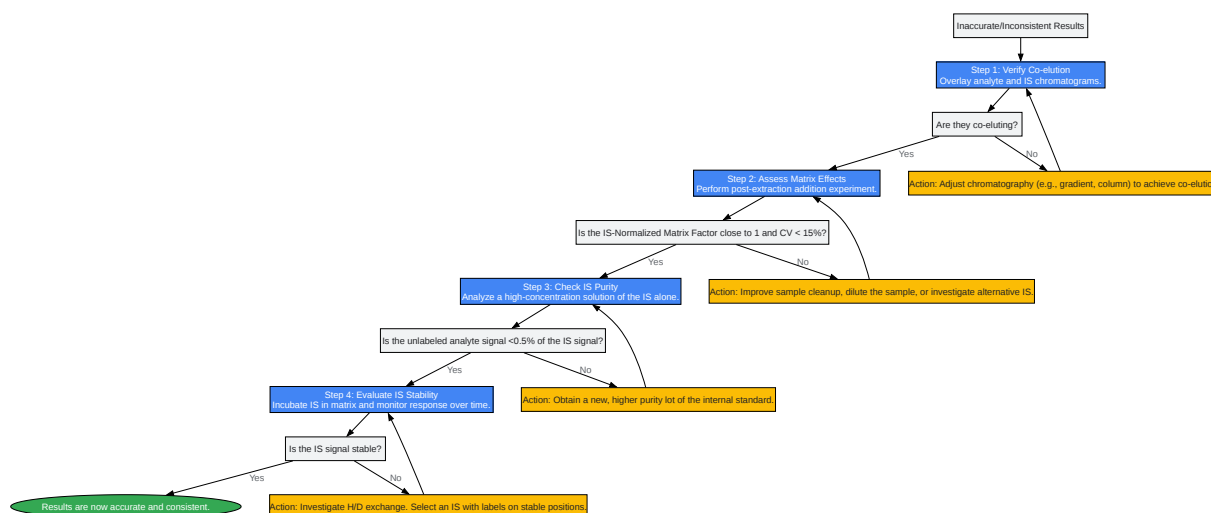 Inaccurate/Inconsistent Results
Step 1: Verify Co-elution
Overlay analyte and IS chromatograms.
Are they co-eluting?
Yes
No
Step 2: Assess Matrix Effects
Perform post-extraction addition experiment.
Action: Adjust chromatography (e.g., gradient, column) to achieve co-elutio
Is the IS-Normalized Matrix Factor close to 1 and CV < 15%?
Yes
No
Step 3: Check IS Purity
Analyze a high-concentration solution of the IS alone.
Action: Improve sample cleanup, dilute the sample, or investigate alternative IS.
Is the unlabeled analyte signal <0.5% of the IS signal?
Yes
No
Step 4: Evaluate IS Stability
Incubate IS in matrix and monitor response over time.
Action: Obtain a new, higher purity lot of the internal standard.
Is the IS signal stable?
Yes
No
Results are now accurate and consistent.
Action: Investigate H/D exchange. Select an IS with labels on stable positions.